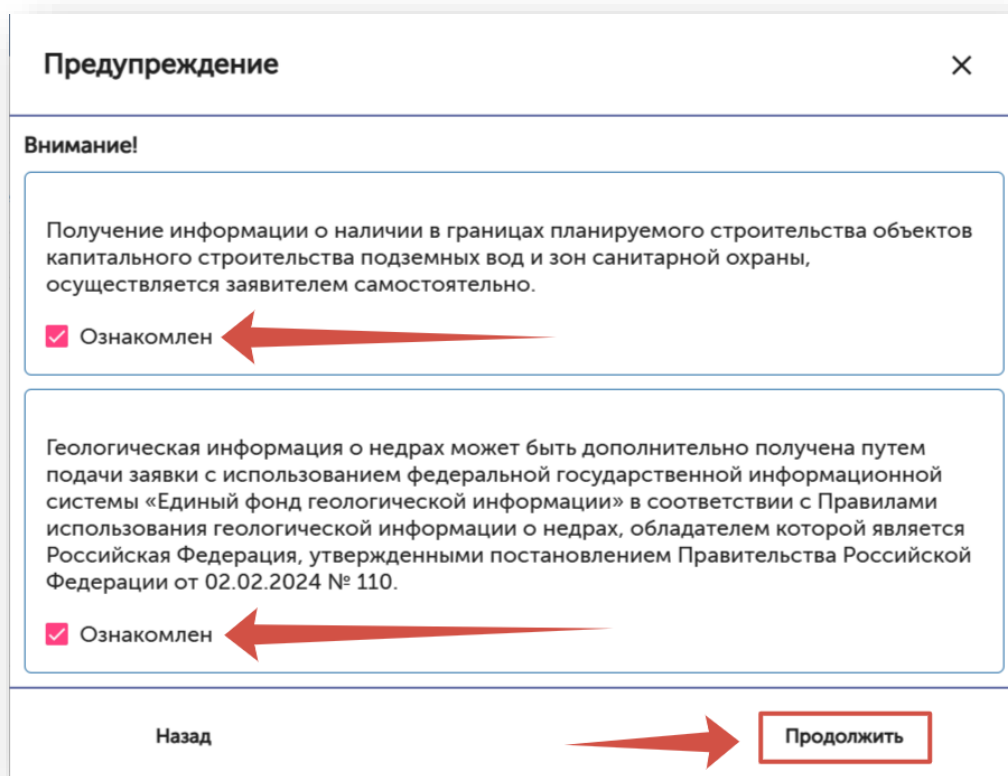 Предупреждение
Внимание!
Получение информации о наличии в границах планируемого строительства объектов
капитального строительства подземных вод и зон санитарной охраны,
осуществляется заявителем самостоятельно.
Ознакомлен
Геологическая информация о недрах может быть дополнительно получена путем
подачи заявки с использованием федеральной государственной информационной
системы «Единый фонд геологической информации» в соответствии с Правилами
использования геологической информации о недрах, обладателем которой является
Российская Федерация, утвержденными постановлением Правительства Российской
Федерации от 02.02.2024 № 110.
Ознакомлен
Назад
Продолжить